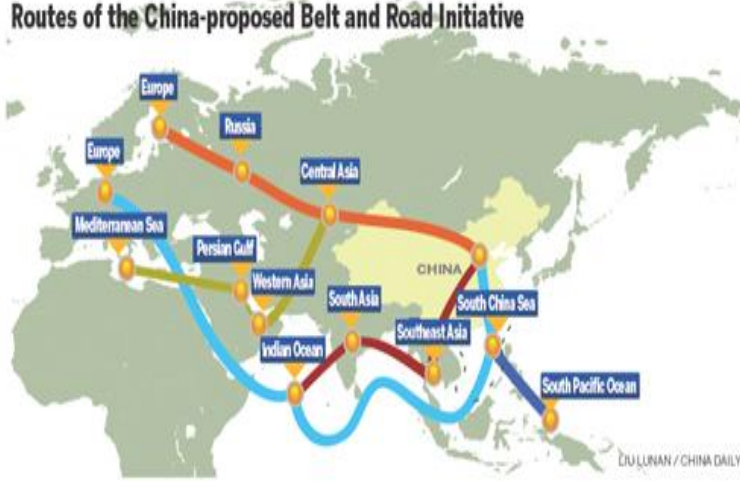 Routes of the China-proposed Belt and Road Initiative
Europe
Russia
Europe
Central Asia
Mediterranean Sea
Persian Gulf
Western Asia
CHINA
South Asia
South China Sea
Southeast Asia
Indian Ocean
South Pacific Ocean
LIU LUNAN / CHINA DAILY